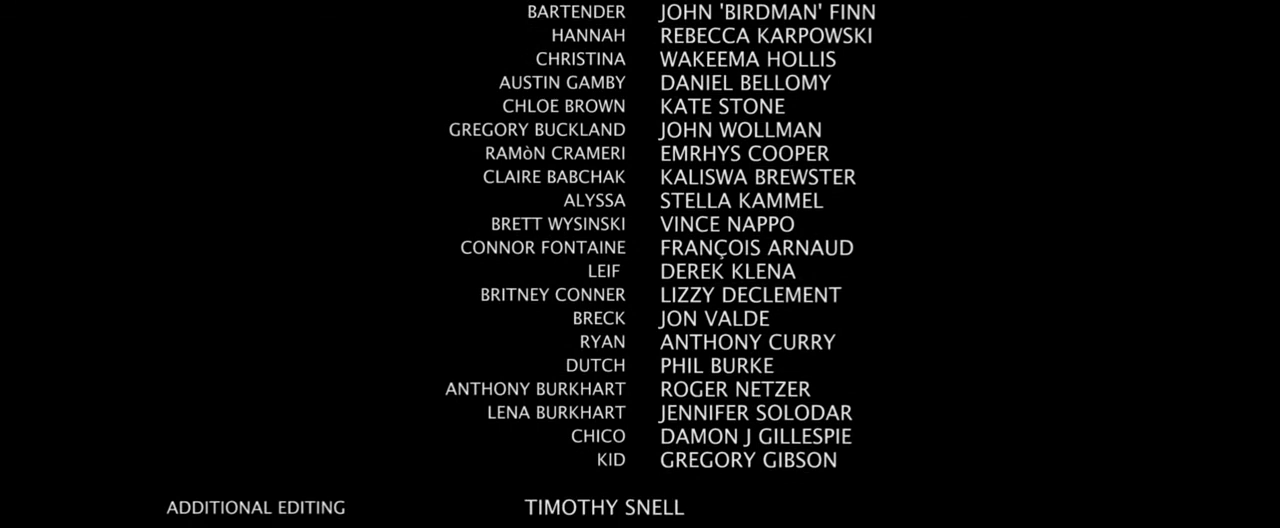 BARTENDER JOHN 'BIRDMAN' FINN
HANNAH REBECCA KARPOWSKI
CHRISTINA WAKEEMA HOLLIS
AUSTIN GAMBY DANIEL BELLOMY
CHLOE BROWN KATE STONE
GREGORY BUCKLAND JOHN WOLLMAN
RAMòN CRAMERI EMRHYS COOPER
CLAIRE BABCHAK KALISWA BREWSTER
ALYSSA STELLA KAMMEL
BRETT WYSINSKI VINCE NAPPO
CONNOR FONTAINE FRANÇOIS ARNAUD
LEIF DEREK KLENA
BRITNEY CONNER LIZZY DECLEMENT
BRECK JON VALDE
RYAN ANTHONY CURRY
DUTCH PHIL BURKE
ANTHONY BURKHART ROGER NETZER
LENA BURKHART JENNIFER SOLODAR
CHICO DAMON J GILLESPIE
KID GREGORY GIBSON
ADDITIONAL EDITING TIMOTHY SNELL